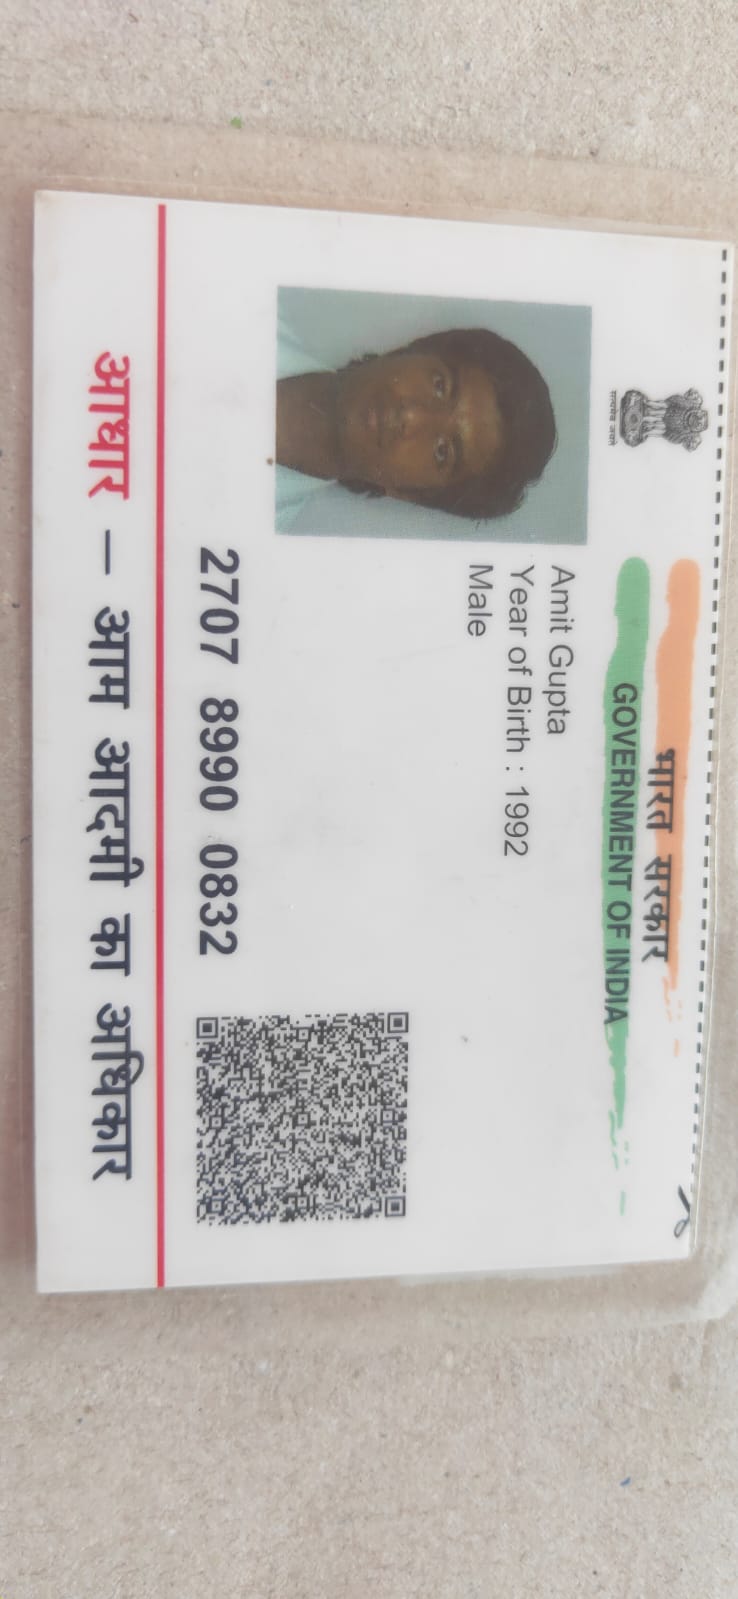 सत्यमेव जयते
भारत सरकार
GOVERNMENT OF INDIA
Amit Gupta
Year of Birth : 1992
Male
2707 8990 0832
आधार — आम आदमी का अधिकार